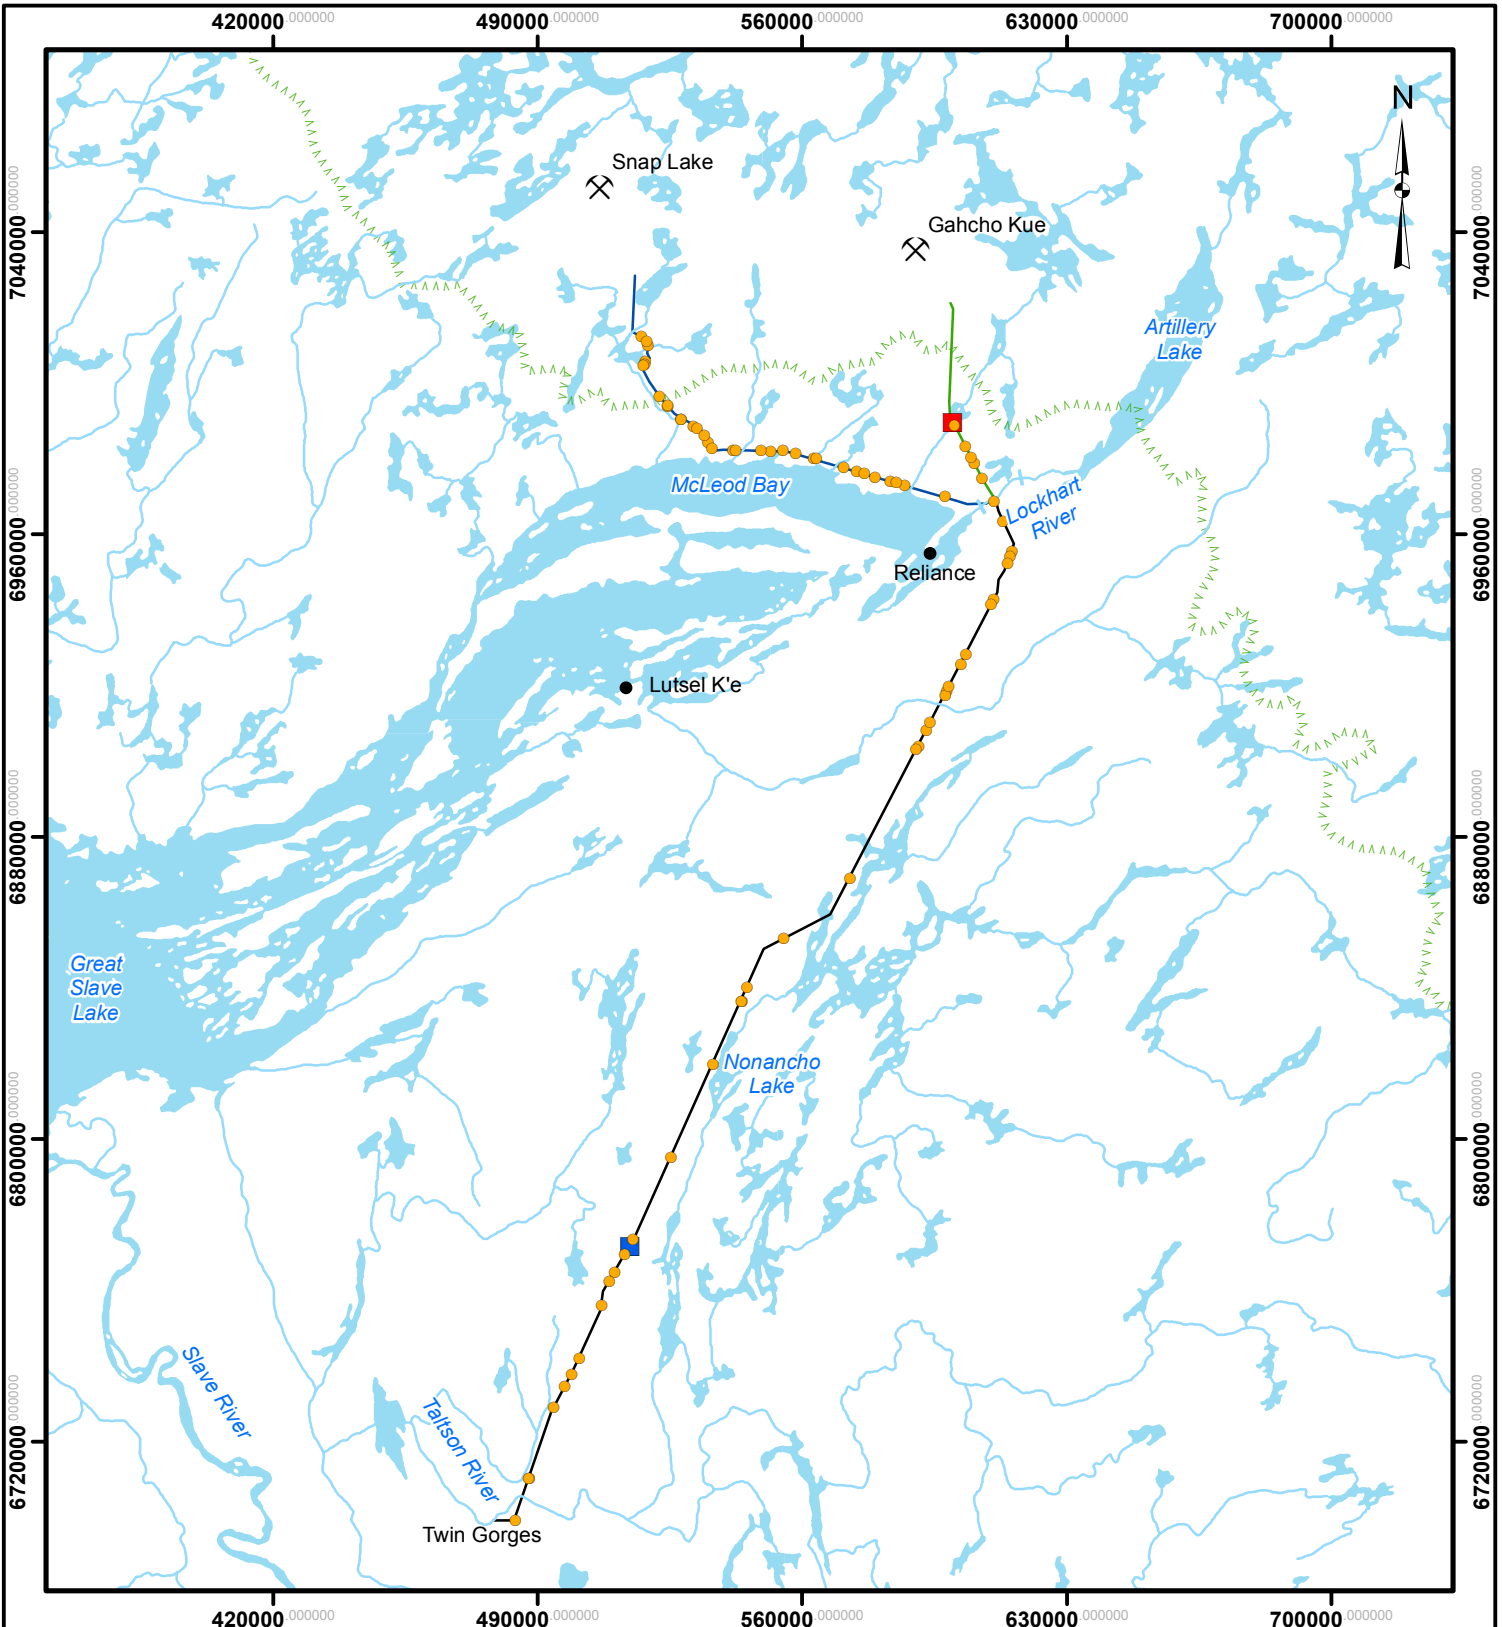 420000.000000 490000.000000 560000.000000 630000.000000 700000.000000
N
Snap Lake
Gahcho Kue
7040000.000000
7040000.000000
Artillery
Lake
McLeod Bay
Lockhart
River
6960000.000000
6960000.000000
Reliance
Lutsel K'e
6880000.000000
6880000.000000
Great
Slave
Lake
Nonancho
Lake
6800000.000000
6800000.000000
Slave River
Taltson River
6720000.000000
6720000.000000
Twin Gorges
420000.000000 490000.000000 560000.000000 630000.000000 700000.000000